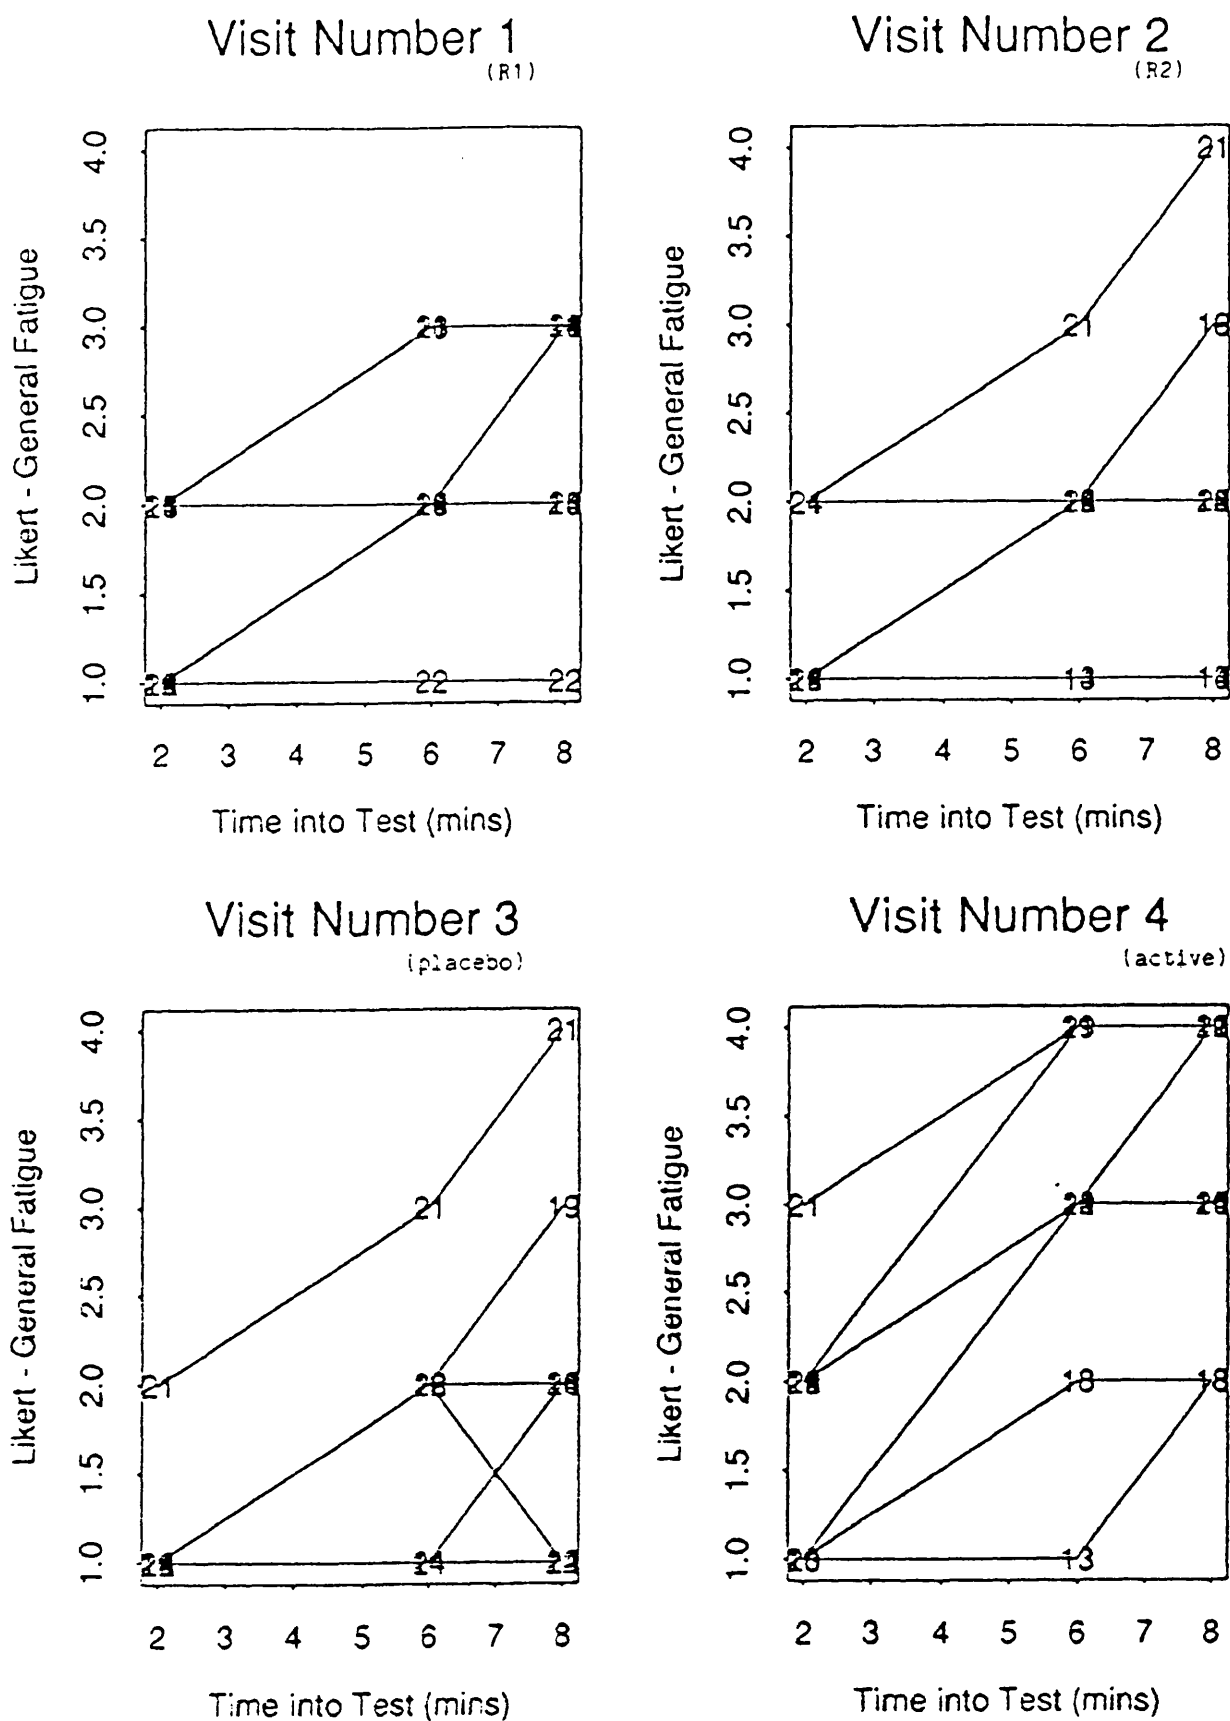 Visit Number 1
(R1)
Likert - General Fatigue
4.0
3.5
3.0
2.5
2.0
1.5
1.0
22
22
2 3 4 5 6 7 8
Time into Test (mins)
Visit Number 2
(R2)
Likert - General Fatigue
4.0
3.5
3.0
2.5
2.0
1.5
1.0
21
21
24
2 3 4 5 6 7 8
Time into Test (mins)
Visit Number 3
(placebo)
Likert - General Fatigue
4.0
3.5
3.0
2.5
2.0
1.5
1.0
21
21
19
21
2 3 4 5 6 7 8
Time into Test (mins)
Visit Number 4
(active)
Likert - General Fatigue
4.0
3.5
3.0
2.5
2.0
1.5
1.0
21
18
18
13
2 3 4 5 6 7 8
Time into Test (mins)